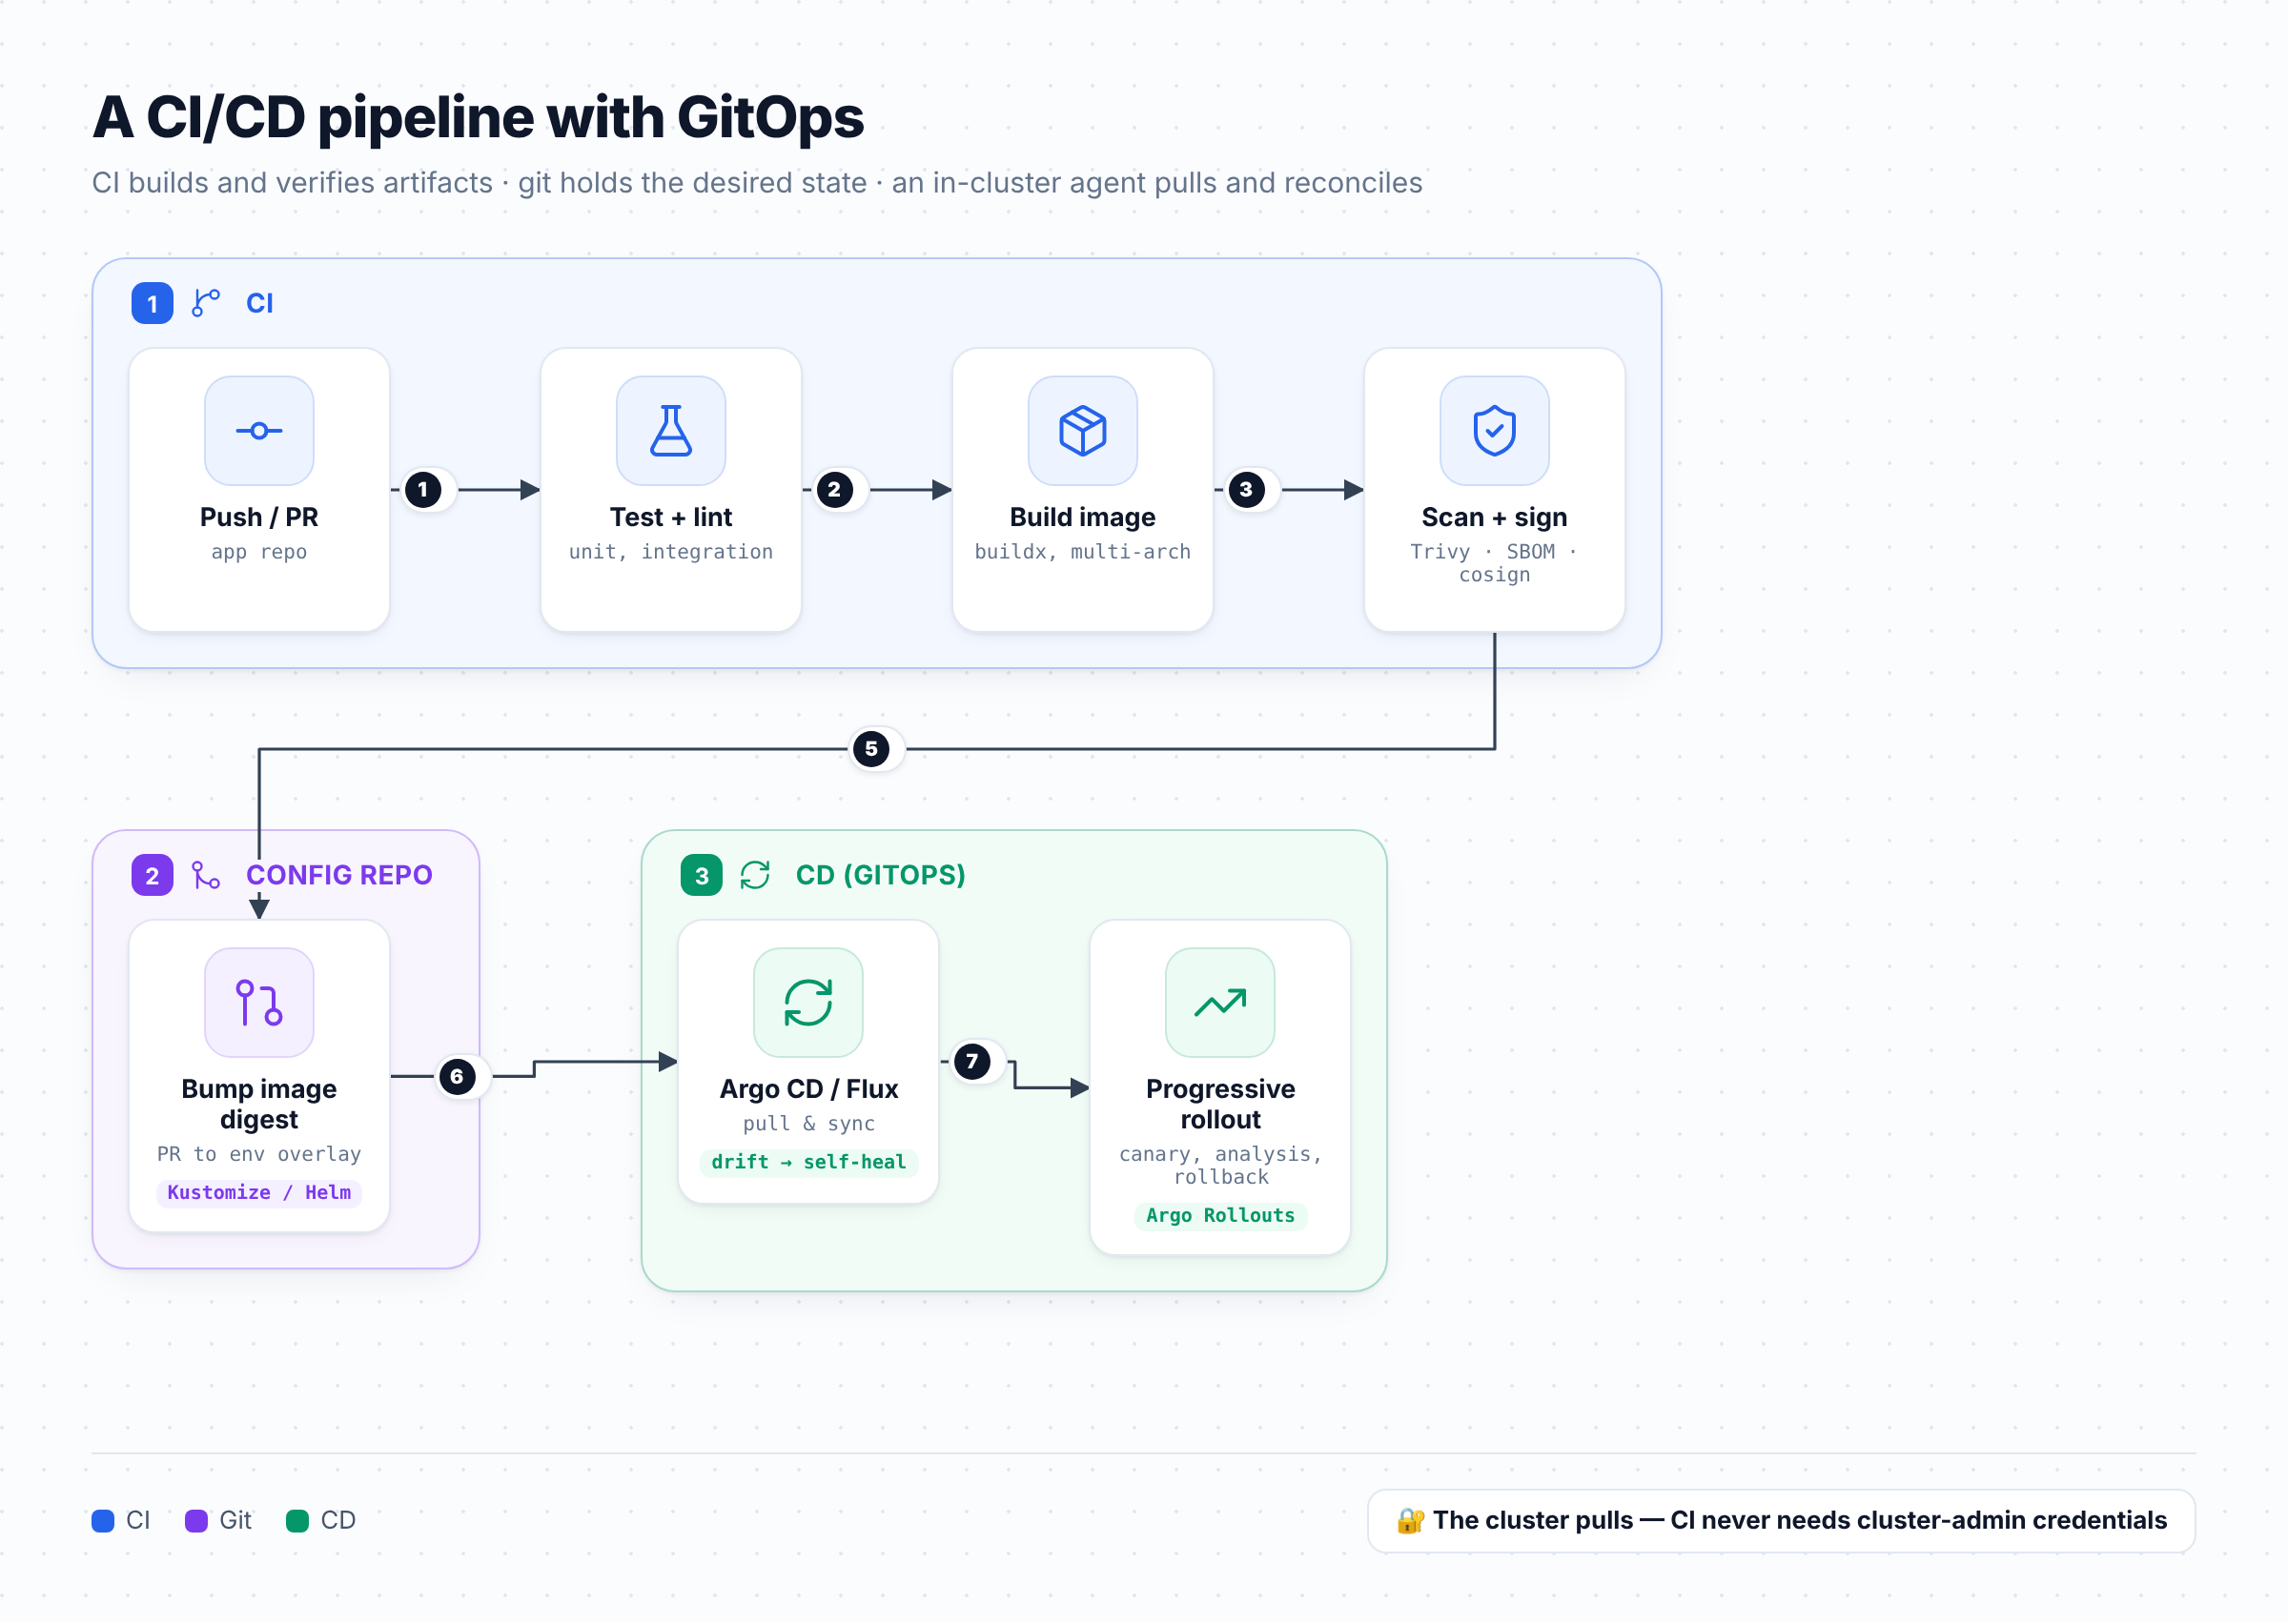 A CI/CD pipeline with GitOps
CI builds and verifies artifacts · git holds the desired state · an in-cluster agent pulls and reconciles
1 CI
Push / PR
app repo
1
Test + lint
unit, integration
2
Build image
buildx, multi-arch
3
Scan + sign
Trivy · SBOM ·
cosign
5
2 CONFIG REPO
Bump image
digest
PR to env overlay
Kustomize / Helm
6
3 CD (GITOPS)
Argo CD / Flux
pull & sync
drift → self-heal
7
Progressive
rollout
canary, analysis,
rollback
Argo Rollouts
CI Git CD
🔐 The cluster pulls — CI never needs cluster-admin credentials